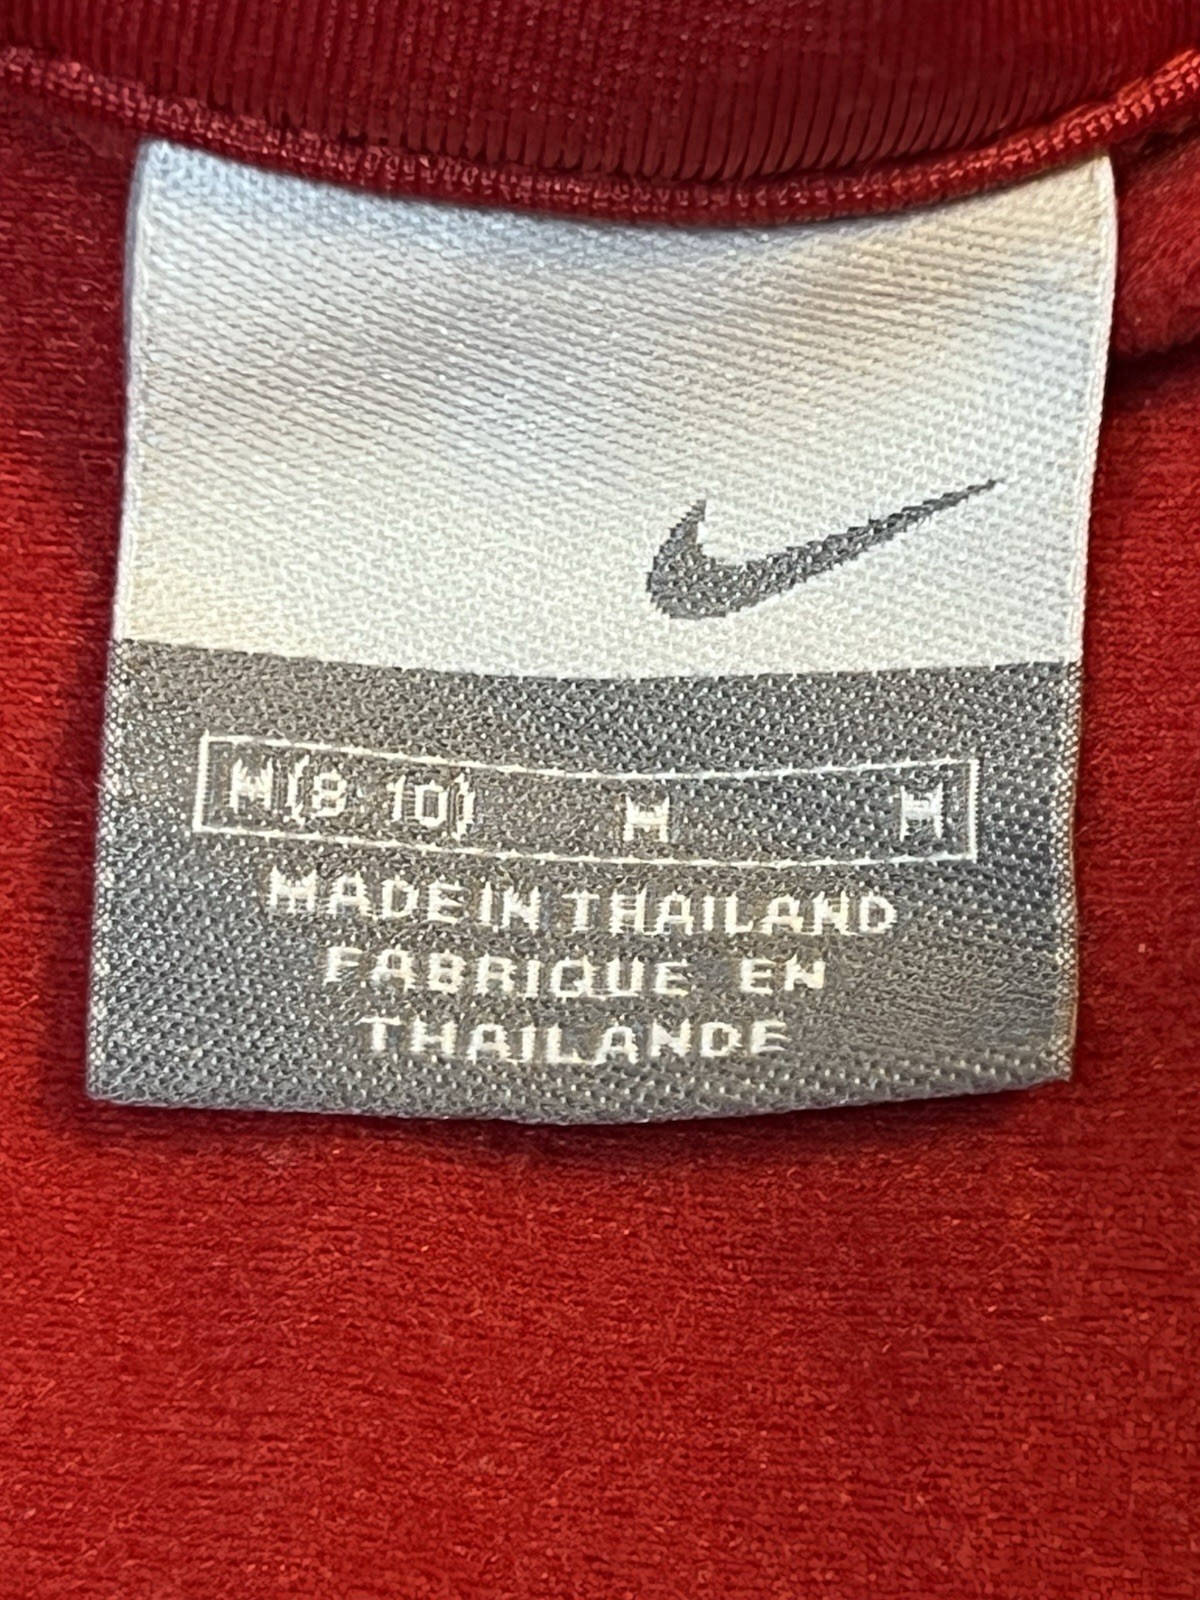 M(8 10) M M
MADE IN THAILAND
FABRIQUE EN
THAILANDE